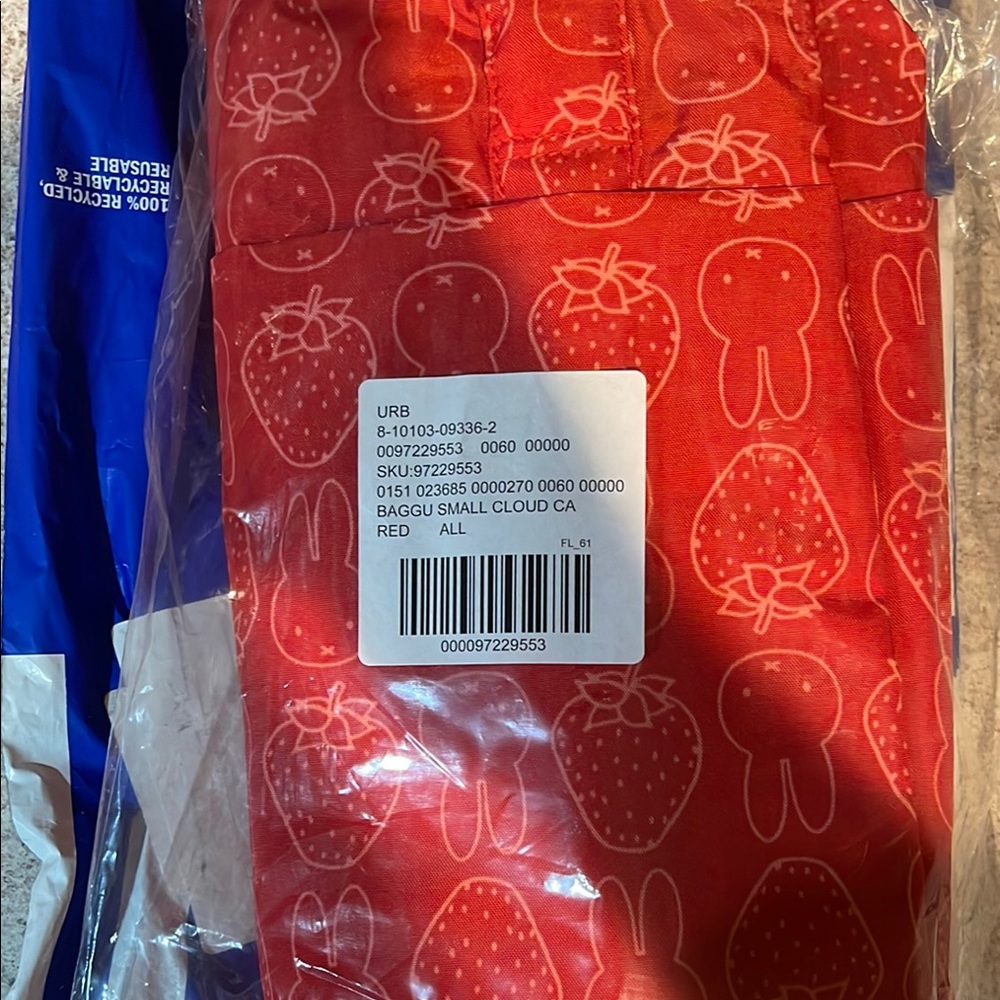 100% RECYCLED,
RECYCLABLE &
REUSABLE
URB
8-10103-09336-2
0097229553 0060 00000
SKU:97229553
0151 023685 0000270 0060 00000
BAGGU SMALL CLOUD CA
RED ALL
FL_61
000097229553